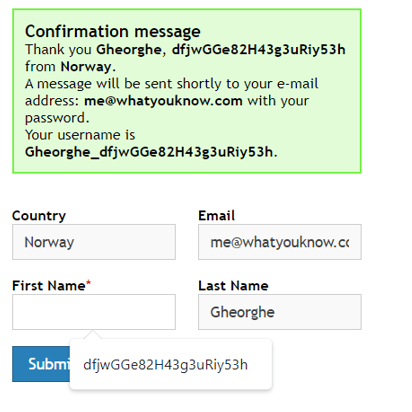 Confirmation message
Thank you Gheorghe, dfjwGGe82H43g3uRiy53h
from Norway.
A message will be sent shortly to your e-mail
address: me@whatyouknow.com with your
password.
Your username is
Gheorghe_dfjwGGe82H43g3uRiy53h.
Country Email
Norway me@whatyouknow.cc
First Name* Last Name
Gheorghe
Submi
dfjwGGe82H43g3uRiy53h